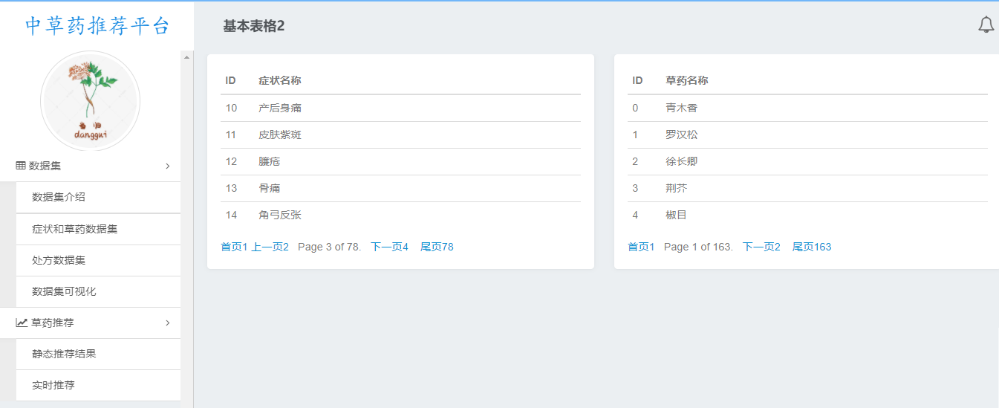 中草药推荐平台
当归
danggui
数据集
数据集介绍
症状和草药数据集
处方数据集
数据集可视化
草药推荐
静态推荐结果
实时推荐
基本表格2
ID 症状名称
10 产后身痛
11 皮肤紫斑
12 臁疮
13 骨痛
14 角弓反张
首页1 上一页2 Page 3 of 78. 下一页4 尾页78
ID 草药名称
0 青木香
1 罗汉松
2 徐长卿
3 荆芥
4 椒目
首页1 Page 1 of 163. 下一页2 尾页163